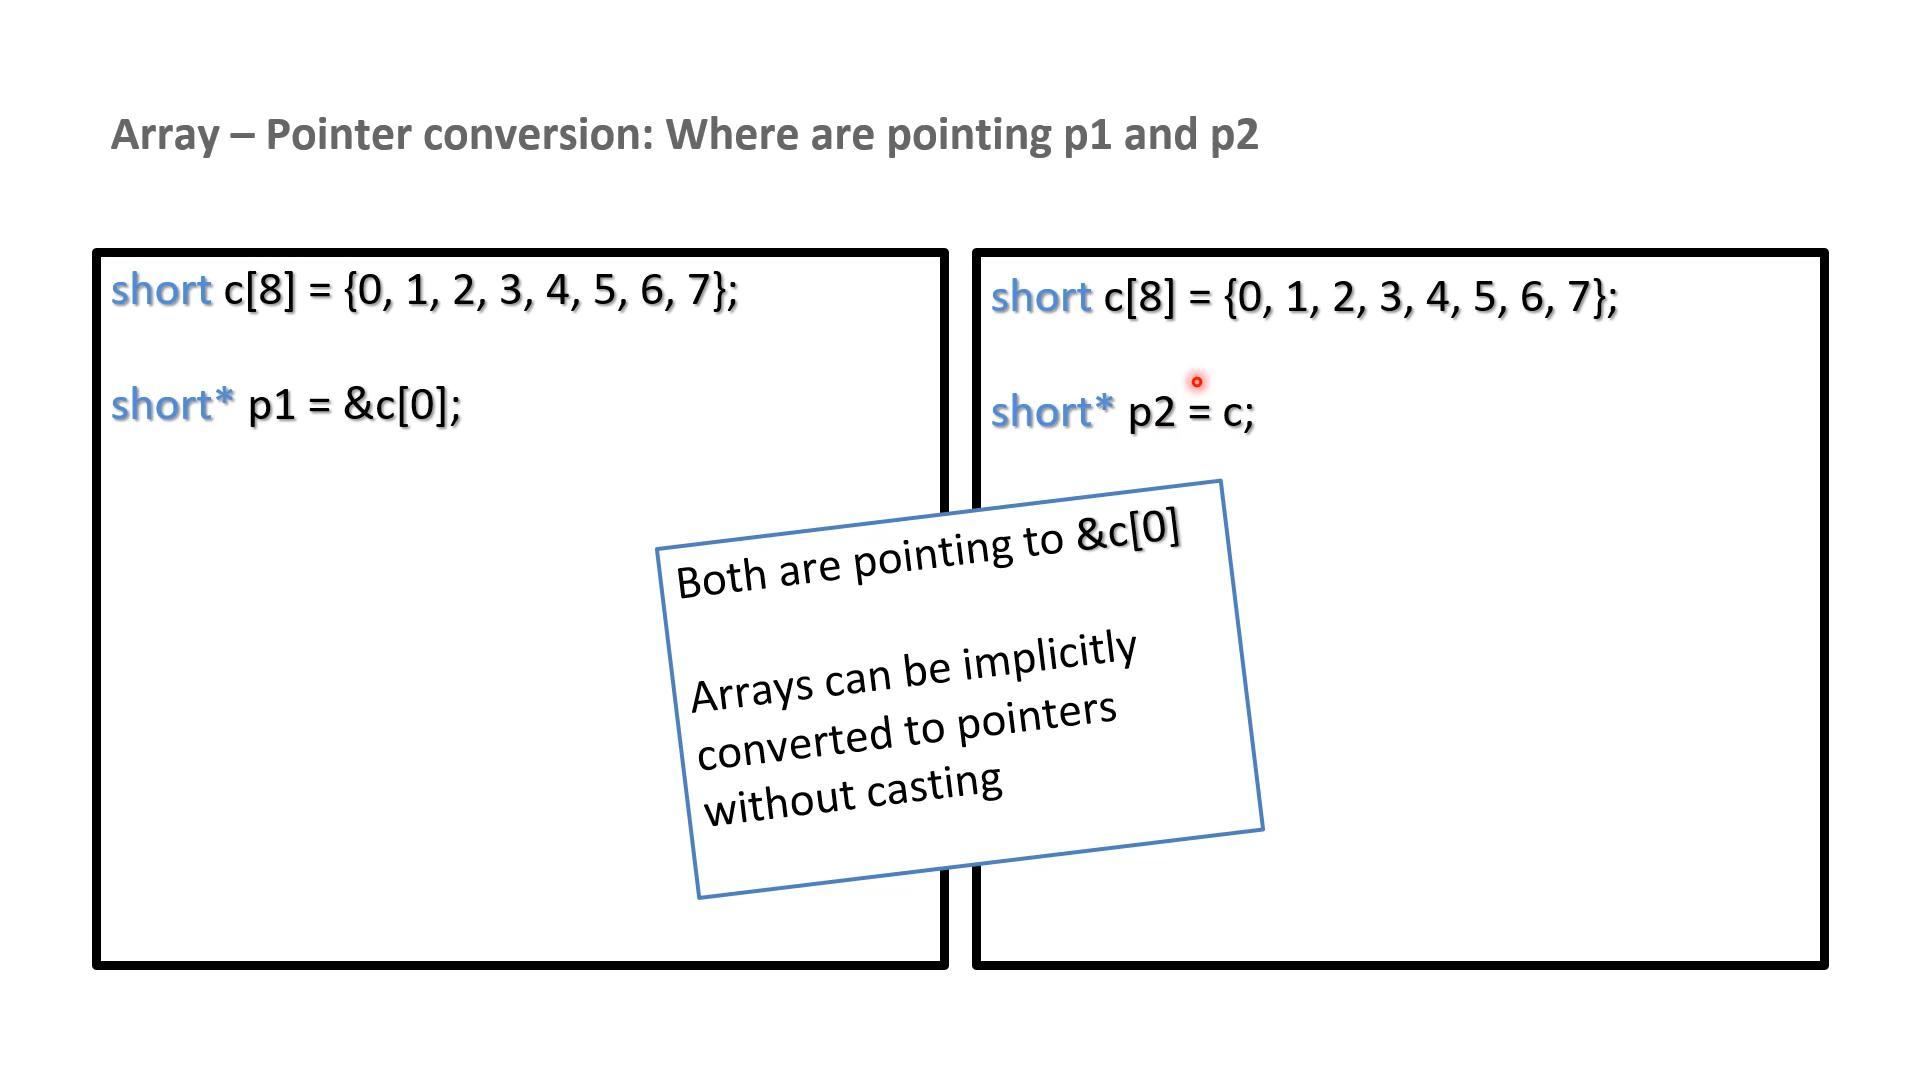 Array – Pointer conversion: Where are pointing p1 and p2
short c[8] = {0, 1, 2, 3, 4, 5, 6, 7};
short* p1 = &c[0];
short c[8] = {0, 1, 2, 3, 4, 5, 6, 7};
short* p2 = c;
Both are pointing to &c[0]
Arrays can be implicitly
converted to pointers
without casting